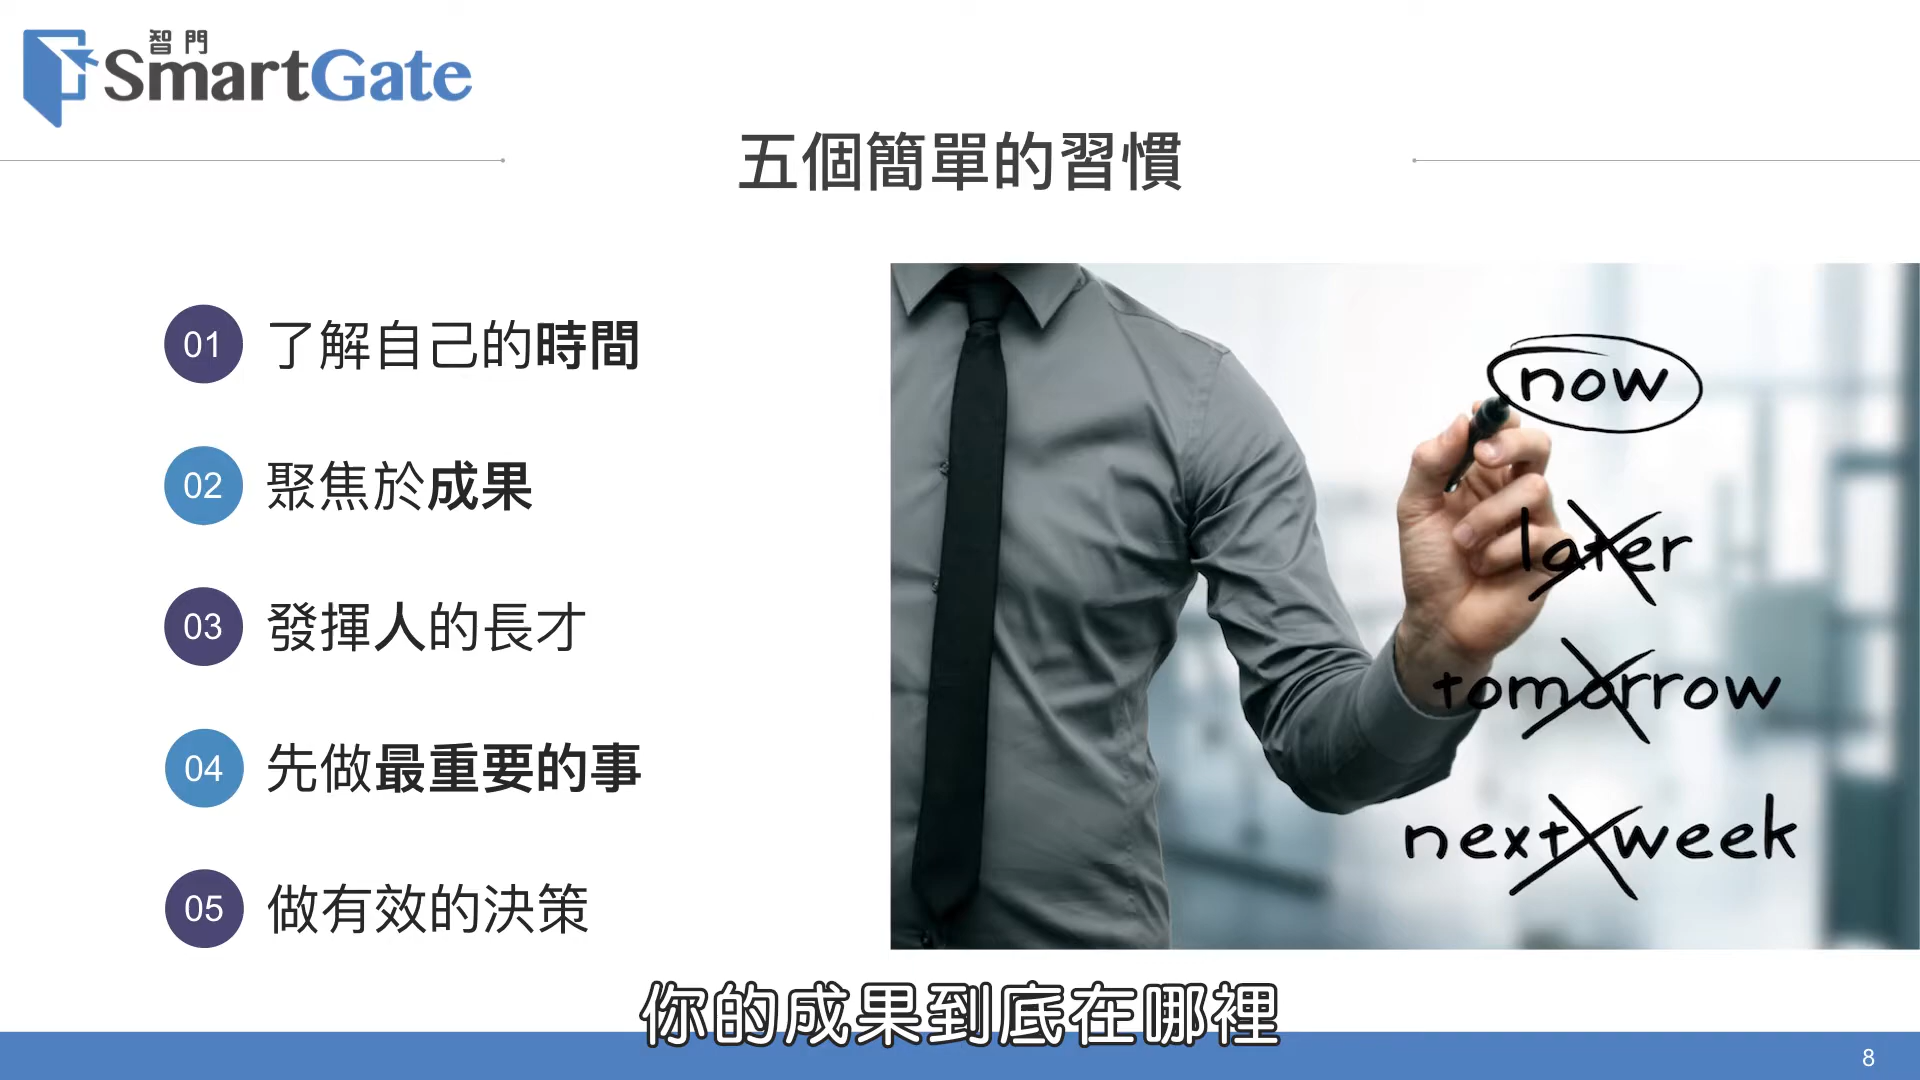 智門
SmartGate
五個簡單的習慣
01 了解自己的時間
02 聚焦於成果
03 發揮人的長才
04 先做最重要的事
05 做有效的決策
now
later
tomorrow
next week
你的成果到底在哪裡
8